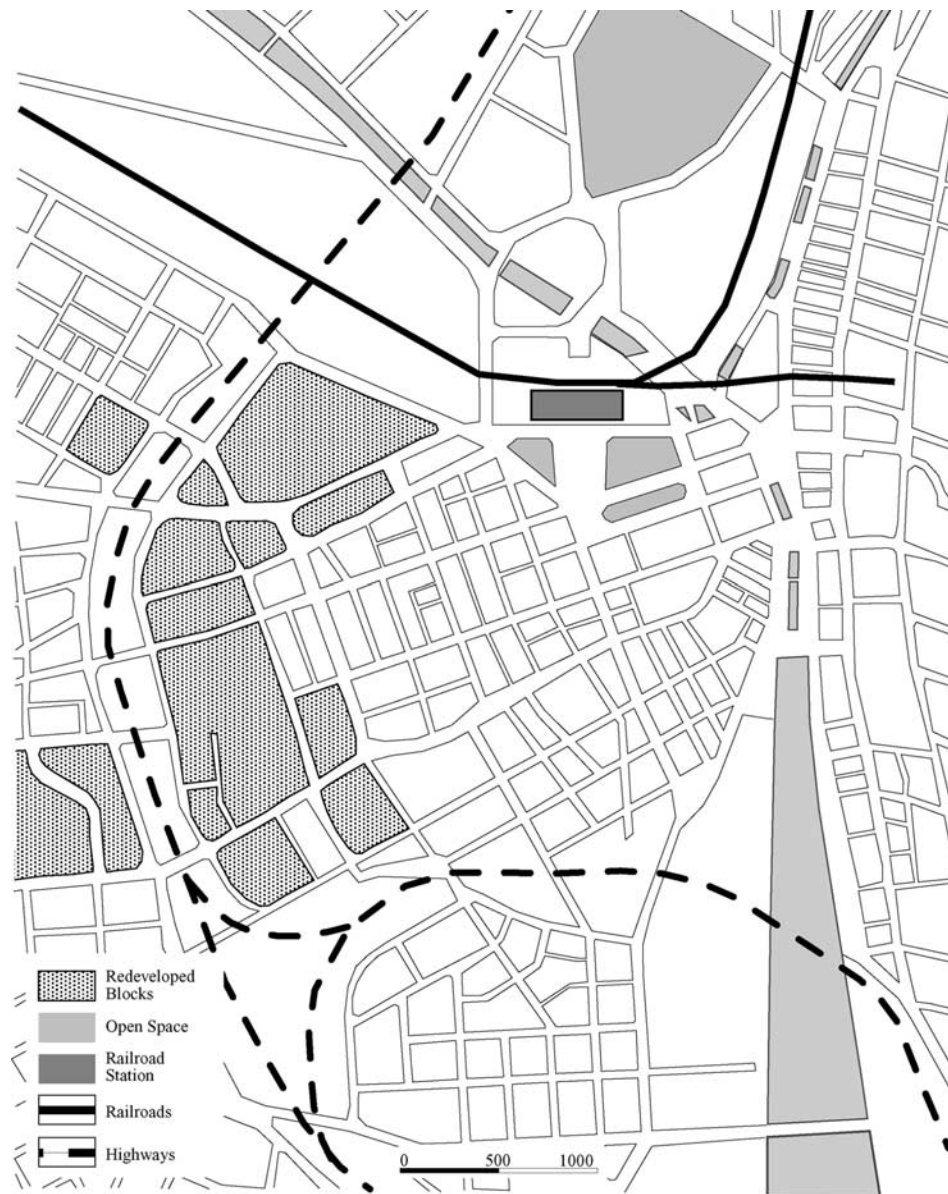 Redeveloped
Blocks
Open Space
Railroad
Station
Railroads
Highways
0 500 1000